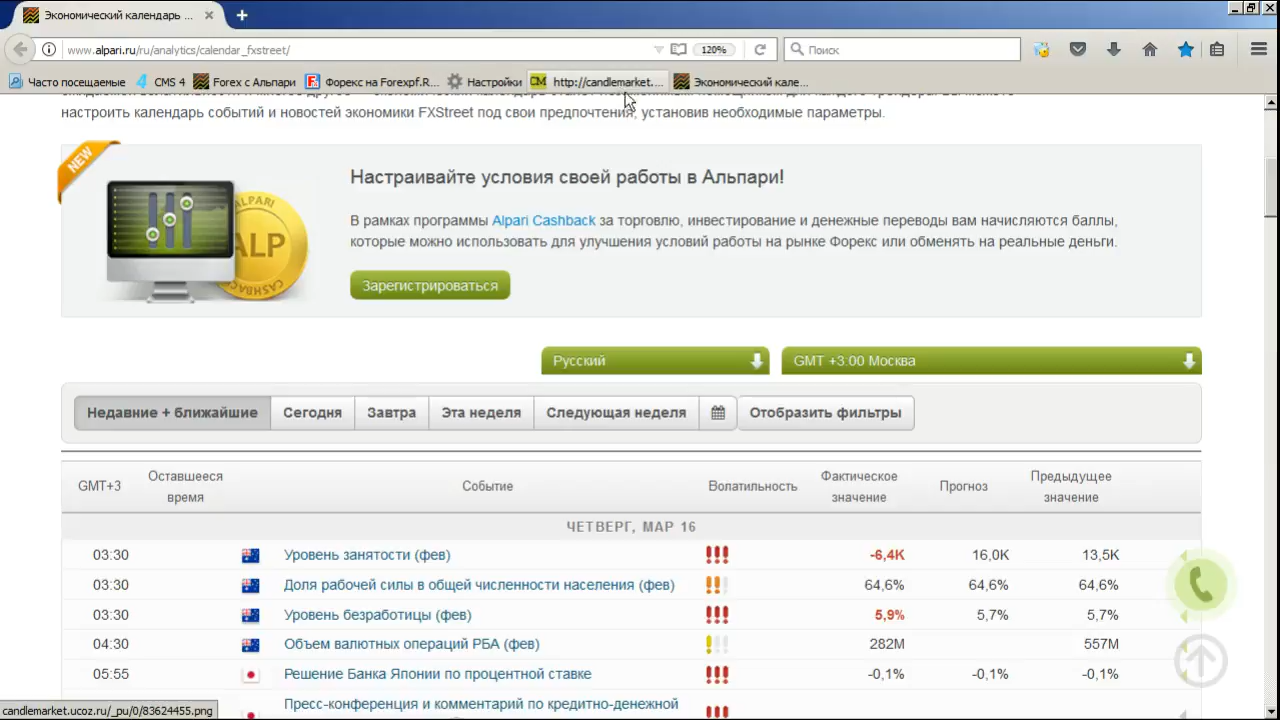 Экономический календарь ...
www.alpari.ru/ru/analytics/calendar_fxstreet/
120%
Поиск
Часто посещаемые
CMS 4
Forex с Альпари
Форекс на Forexpf.R...
Настройки
CM http://candlemarket....
Экономический кале...
настроить календарь событий и новостей экономики FXStreet под свои предпочтения, установив необходимые параметры.
NEW
ALPARI
ALP
CASHBACK
Настраивайте условия своей работы в Альпари!
В рамках программы Alpari Cashback за торговлю, инвестирование и денежные переводы вам начисляются баллы,
которые можно использовать для улучшения условий работы на рынке Форекс или обменять на реальные деньги.
Зарегистрироваться
Русский
GMT +3:00 Москва
Недавние + ближайшие Сегодня Завтра Эта неделя Следующая неделя Отобразить фильтры
GMT+3 Оставшееся время Событие Волатильность Фактическое значение Прогноз Предыдущее значение
ЧЕТВЕРГ, МАР 16
03:30 Уровень занятости (фев) -6,4K 16,0K 13,5K
03:30 Доля рабочей силы в общей численности населения (фев) 64,6% 64,6% 64,6%
03:30 Уровень безработицы (фев) 5,9% 5,7% 5,7%
04:30 Объем валютных операций РБА (фев) 282M 557M
05:55 Решение Банка Японии по процентной ставке -0,1% -0,1% -0,1%
Пресс-конференция и комментарий по кредитно-денежной
candlemarket.ucoz.ru/_pu/0/83624455.png